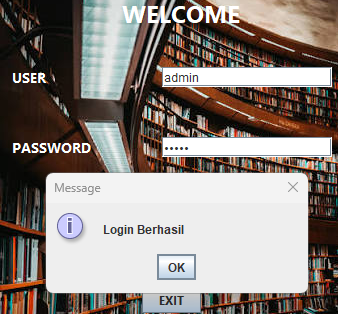 WELCOME
USER
admin
PASSWORD
•••••
Message
Login Berhasil
OK
EXIT